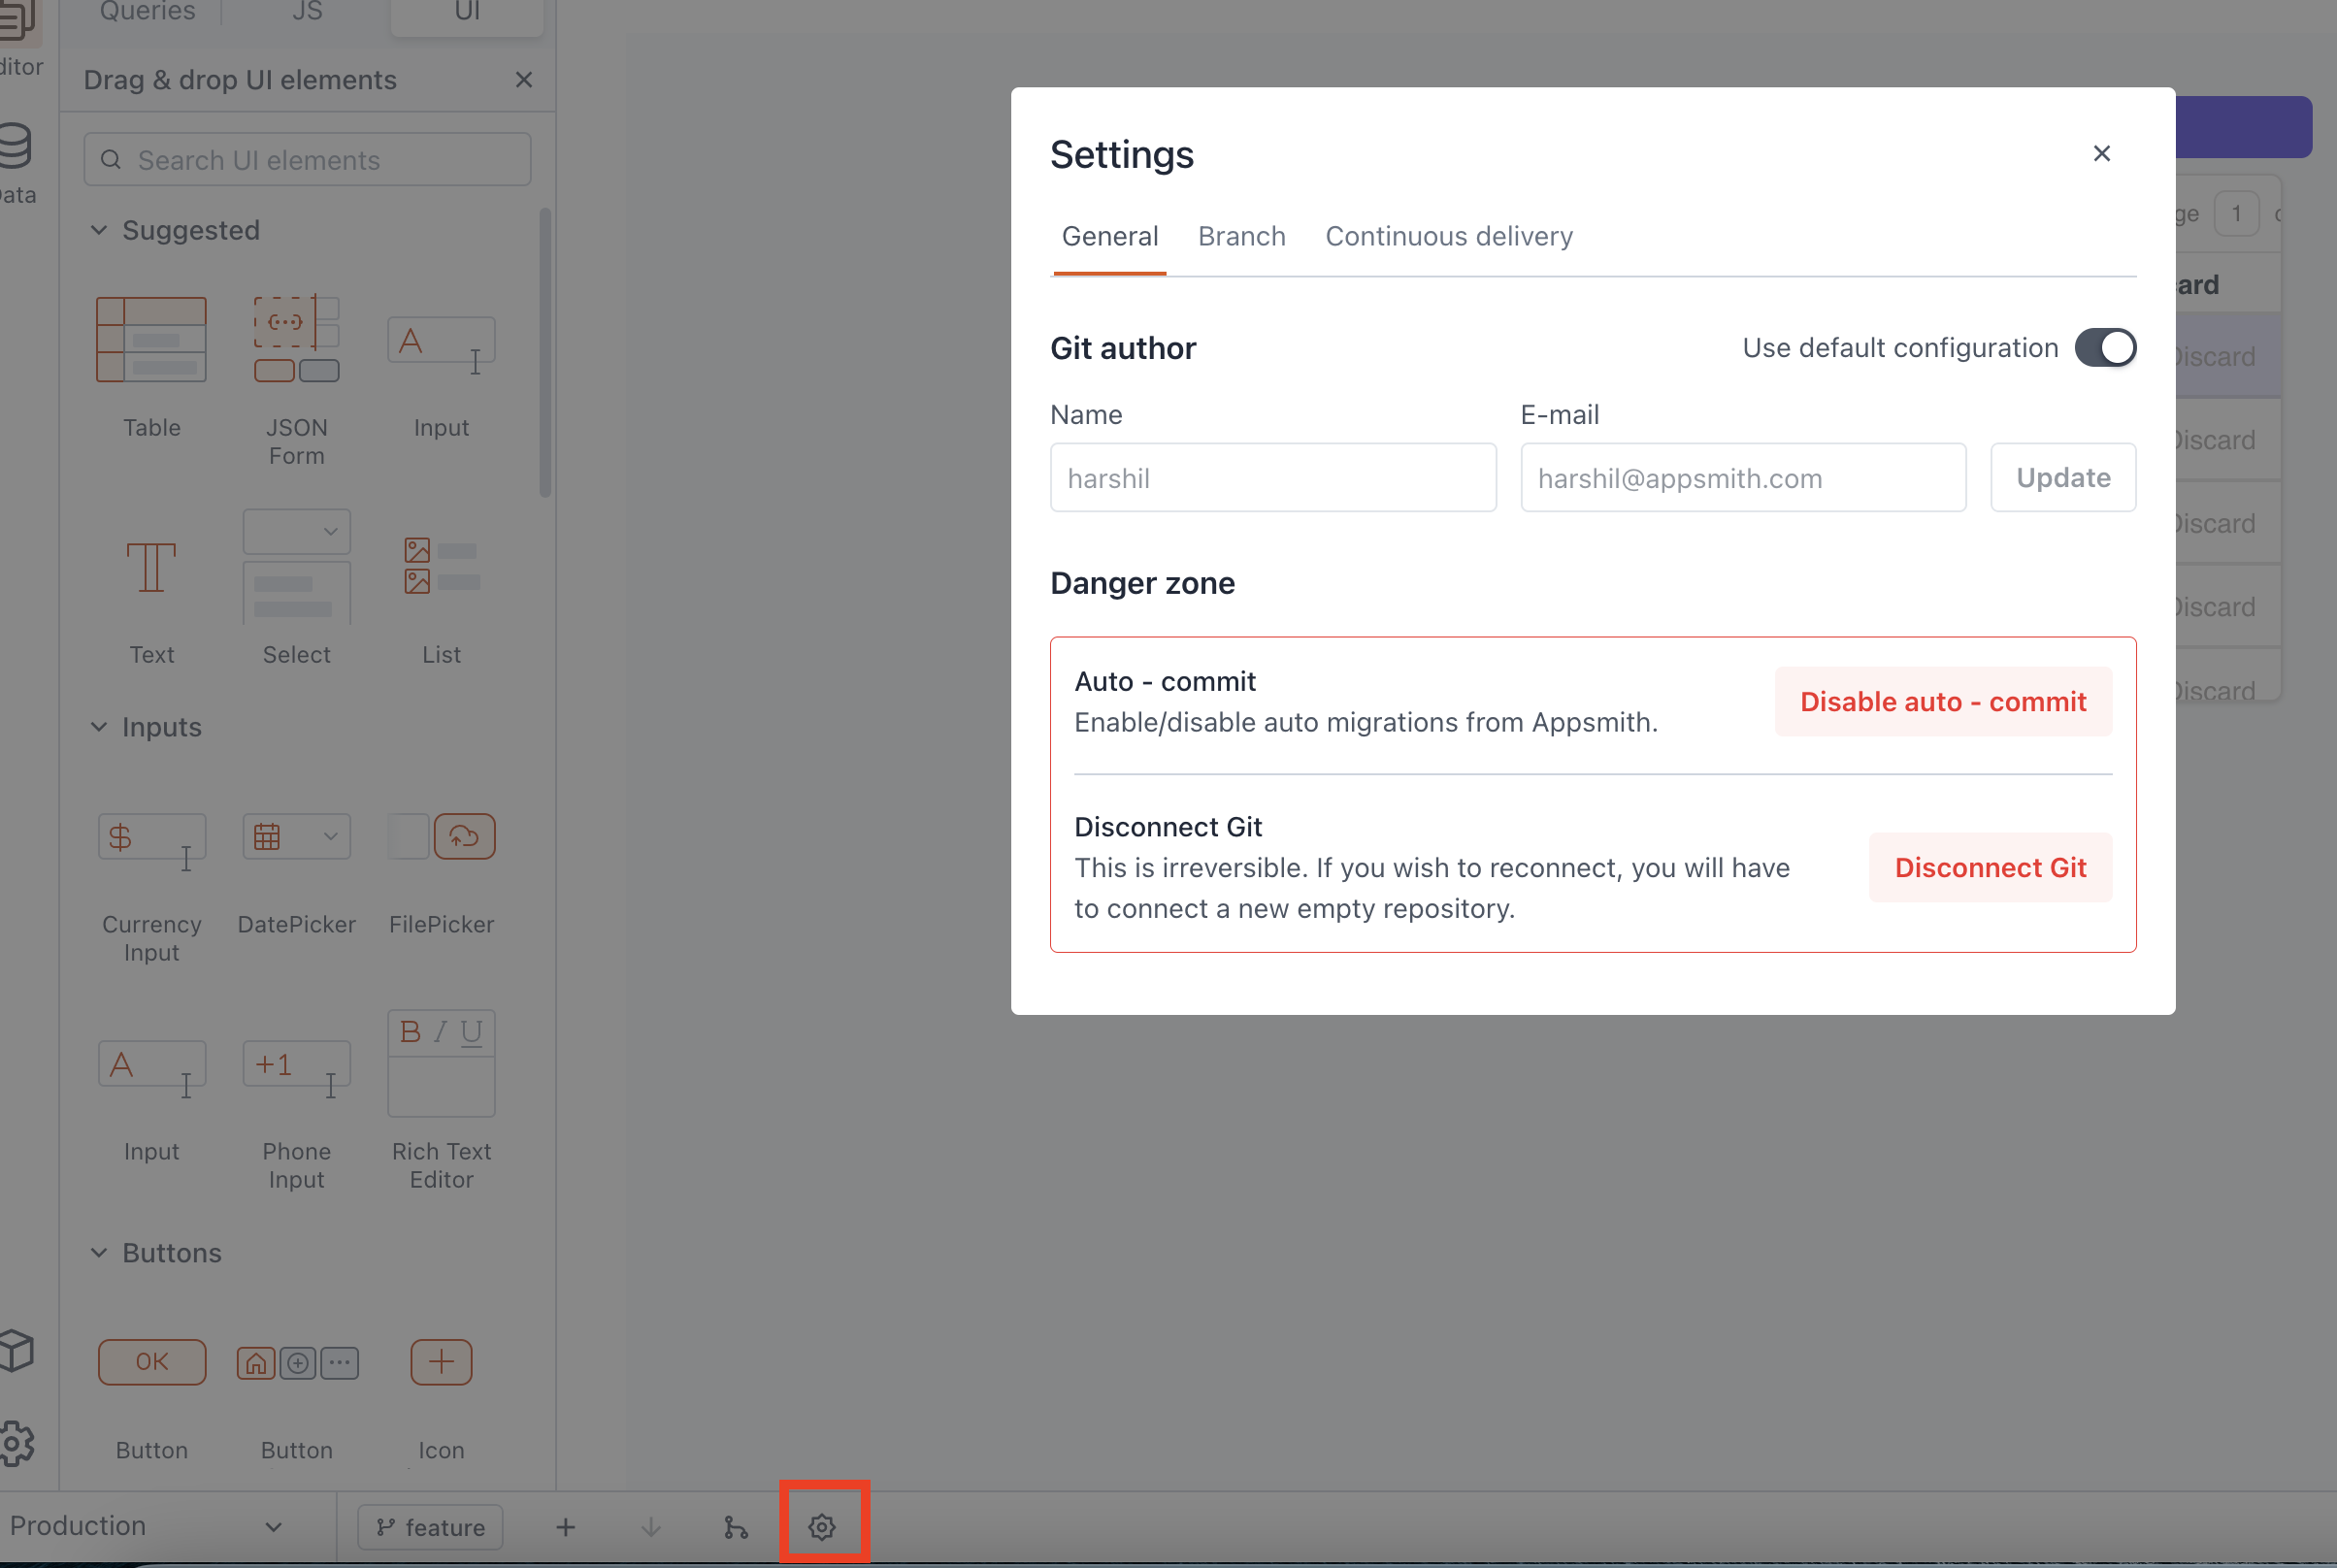 Queries
JS
UI
ditor
Drag & drop UI elements
Search UI elements
Data
Suggested
A
Table
JSON
Form
Input
Text
Select
List
Inputs
$
Currency
Input
DatePicker
FilePicker
A
+1
B I U
Input
Phone
Input
Rich Text
Editor
Buttons
OK
Button
Button
Icon
Production
feature
Settings
General
Branch
Continuous delivery
Git author
Use default configuration
Name
E-mail
harshil
harshil@appsmith.com
Update
Danger zone
Auto - commit
Enable/disable auto migrations from Appsmith.
Disable auto - commit
Disconnect Git
This is irreversible. If you wish to reconnect, you will have
to connect a new empty repository.
Disconnect Git
ge 1
ard
Discard
Discard
Discard
Discard
Discard